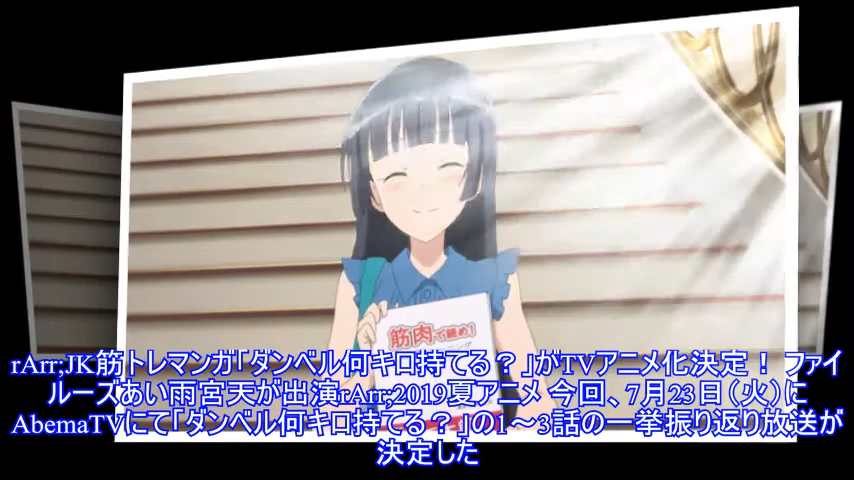 筋肉で読め!
rArr;JK筋トレマンガ「ダンベル何キロ持てる？」がTVアニメ化決定！ ファイ
ルーズあい雨宮天が出演rArr;2019夏アニメ 今回、7月23日（火）に
AbemaTVにて「ダンベル何キロ持てる？」の1～3話の一挙振り返り放送が
決定した